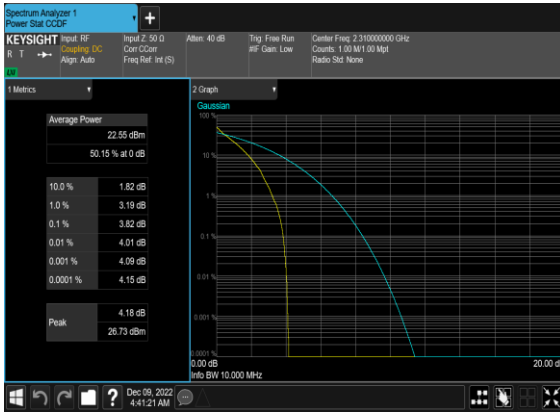 Spectrum Analyzer 1
Power Stat CCDF
+
KEYSIGHT
R T
LV
Input: RF
Coupling: DC
Align: Auto
Input Z: 50 Ω
Corr CCorr
Freq Ref: Int (S)
Atten: 40 dB
Trig: Free Run
#IF Gain: Low
Center Freq: 2.310000000 GHz
Counts: 1.00 M/1.00 Mpt
Radio Std: None
1 Metrics
Average Power
22.55 dBm
50.15 % at 0 dB
10.0 % 1.82 dB
1.0 % 3.19 dB
0.1 % 3.82 dB
0.01 % 4.01 dB
0.001 % 4.09 dB
0.0001 % 4.15 dB
Peak
4.18 dB
26.73 dBm
2 Graph
Gaussian
100 %
10 %
1 %
0.1 %
0.01 %
0.001 %
0.0001 %
0.00 dB
20.00 d
Info BW 10.000 MHz
?
Dec 09, 2022
4:41:21 AM